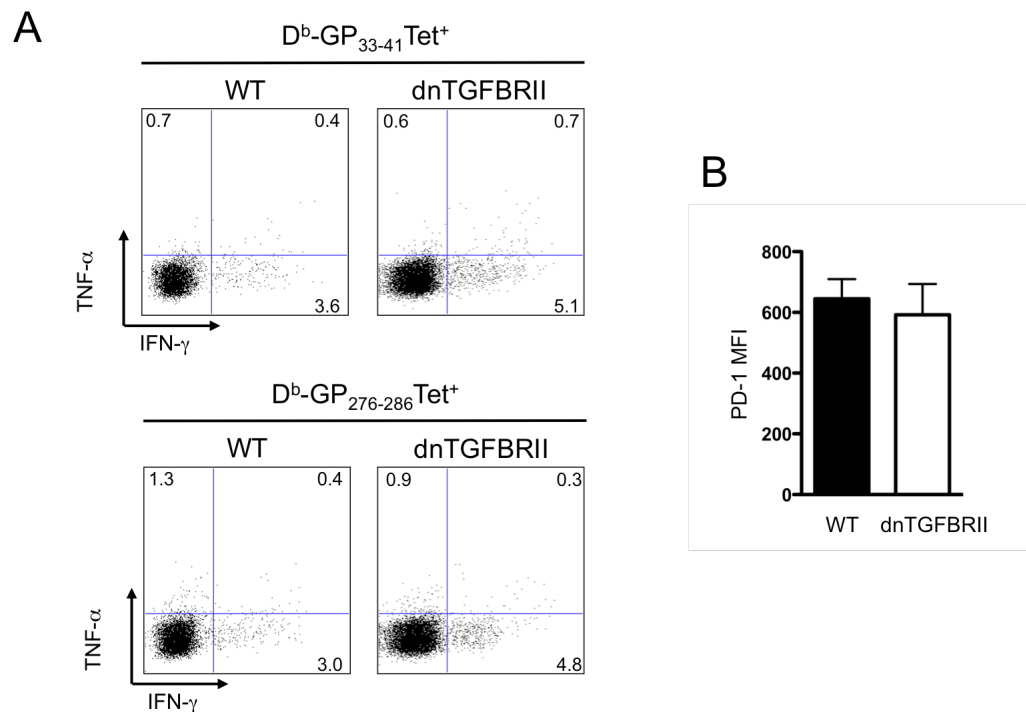 A
Dᵇ-GP₃₃₋₄₁Tet⁺
WT dnTGFBRII
0.7 0.4 0.6 0.7
TNF-α
3.6 5.1
IFN-γ
Dᵇ-GP₂₇₆₋₂₈₆Tet⁺
WT dnTGFBRII
1.3 0.4 0.9 0.3
TNF-α
3.0 4.8
IFN-γ
B
800
600
400
200
0
PD-1 MFI
WT dnTGFBRII